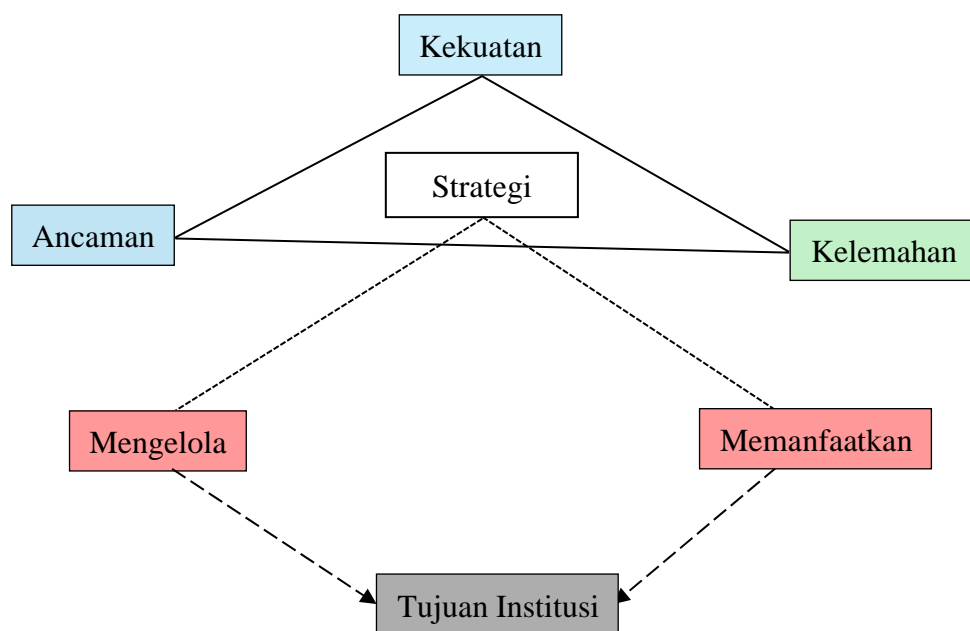 Kekuatan
Strategi
Ancaman
Kelemahan
Mengelola
Memanfaatkan
Tujuan Institusi